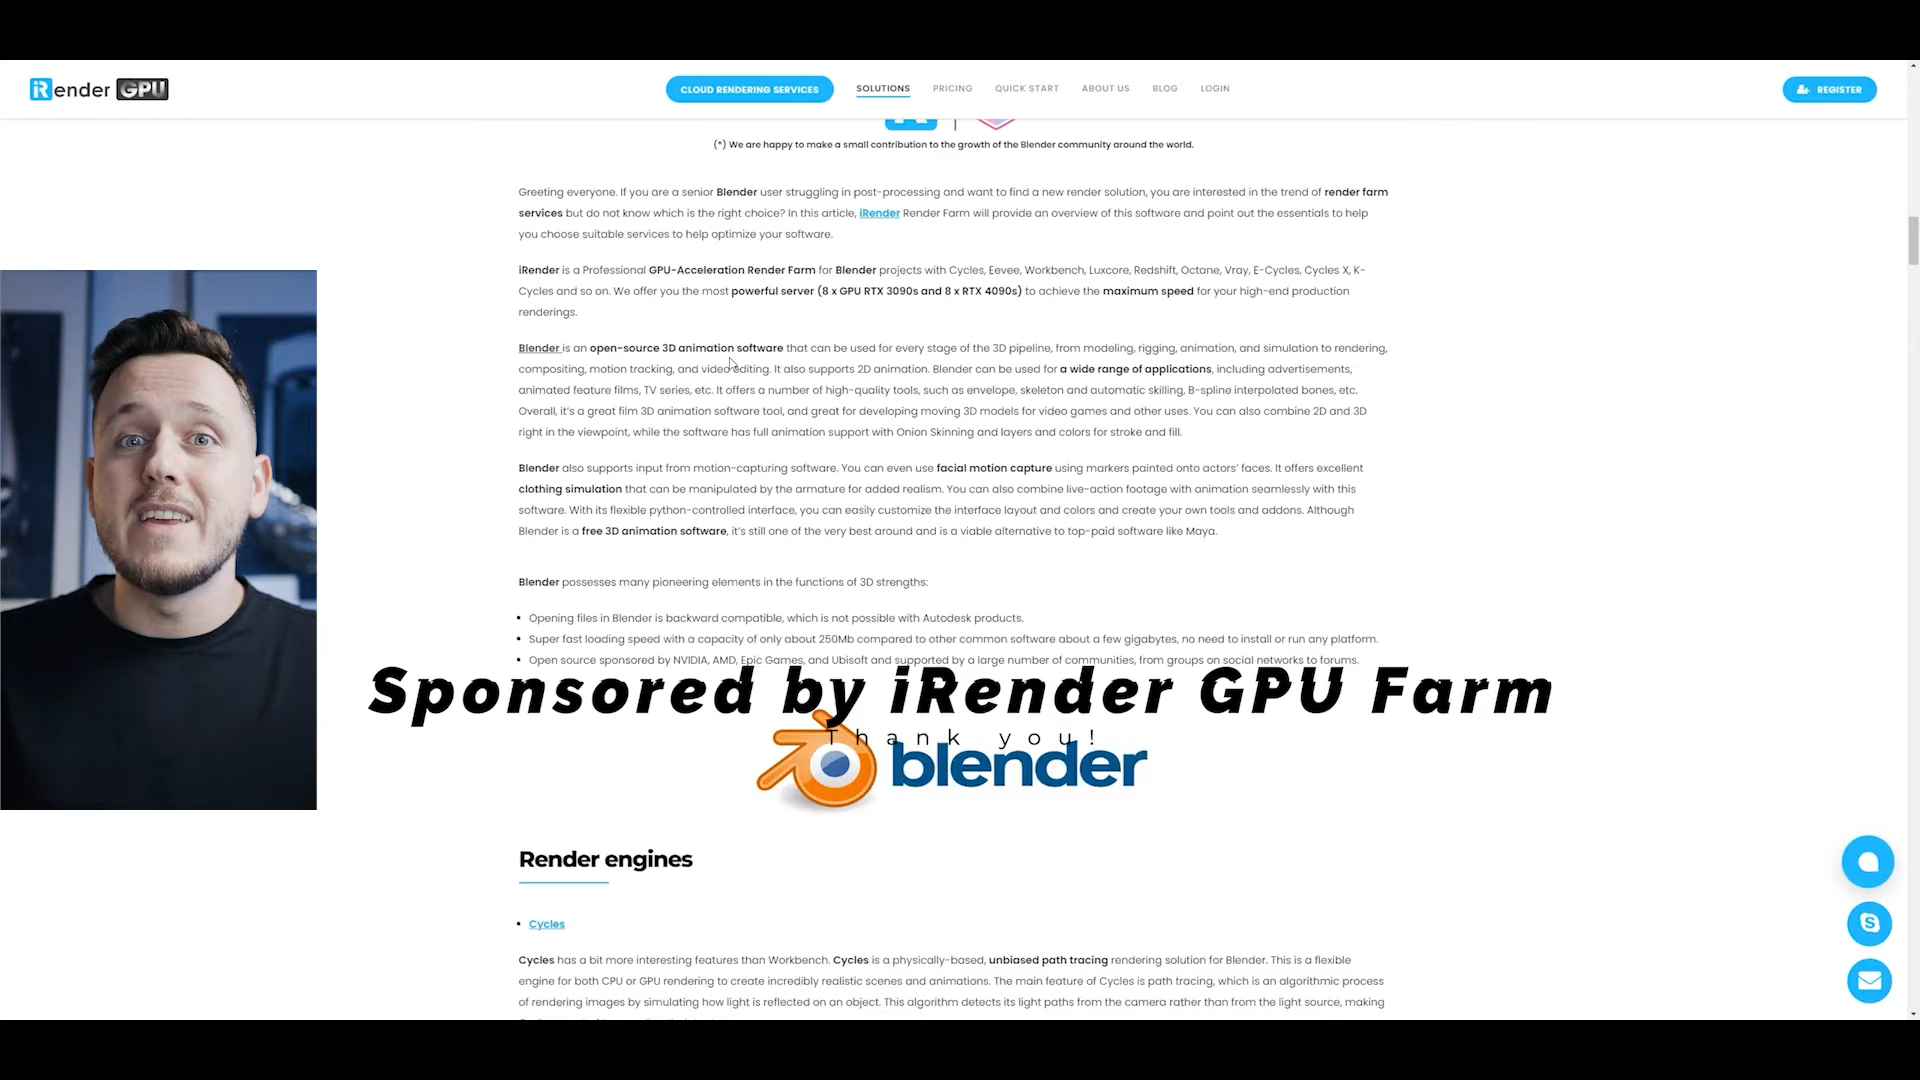 iRender GPU
CLOUD RENDERING SERVICES
SOLUTIONS
PRICING
QUICK START
ABOUT US
BLOG
LOGIN
REGISTER
(*) We are happy to make a small contribution to the growth of the Blender community around the world.
Greeting everyone. If you are a senior Blender user struggling in post-processing and want to find a new render solution, you are interested in the trend of render farm
services but do not know which is the right choice? In this article, iRender Render Farm will provide an overview of this software and point out the essentials to help
you choose suitable services to help optimize your software.
iRender is a Professional GPU-Acceleration Render Farm for Blender projects with Cycles, Eevee, Workbench, Luxcore, Redshift, Octane, Vray, E-Cycles, Cycles X, K-
Cycles and so on. We offer you the most powerful server (8 x GPU RTX 3090s and 8 x RTX 4090s) to achieve the maximum speed for your high-end production
renderings.
Blender is an open-source 3D animation software that can be used for every stage of the 3D pipeline, from modeling, rigging, animation, and simulation to rendering,
compositing, motion tracking, and video editing. It also supports 2D animation. Blender can be used for a wide range of applications, including advertisements,
animated feature films, TV series, etc. It offers a number of high-quality tools, such as envelope, skeleton and automatic skilling, B-spline interpolated bones, etc.
Overall, it's a great film 3D animation software tool, and great for developing moving 3D models for video games and other uses. You can also combine 2D and 3D
right in the viewpoint, while the software has full animation support with Onion Skinning and layers and colors for stroke and fill.
Blender also supports input from motion-capturing software. You can even use facial motion capture using markers painted onto actors' faces. It offers excellent
clothing simulation that can be manipulated by the armature for added realism. You can also combine live-action footage with animation seamlessly with this
software. With its flexible python-controlled interface, you can easily customize the interface layout and colors and create your own tools and addons. Although
Blender is a free 3D animation software, it's still one of the very best around and is a viable alternative to top-paid software like Maya.
Blender possesses many pioneering elements in the functions of 3D strengths:
• Opening files in Blender is backward compatible, which is not possible with Autodesk products.
• Super fast loading speed with a capacity of only about 250Mb compared to other common software about a few gigabytes, no need to install or run any platform.
• Open source sponsored by NVIDIA, AMD, Epic Games, and Ubisoft and supported by a large number of communities, from groups on social networks to forums.
Sponsored by iRender GPU Farm
Thank you!
blender
Render engines
• Cycles
Cycles has a bit more interesting features than Workbench. Cycles is a physically-based, unbiased path tracing rendering solution for Blender. This is a flexible
engine for both CPU or GPU rendering to create incredibly realistic scenes and animations. The main feature of Cycles is path tracing, which is an algorithmic process
of rendering images by simulating how light is reflected on an object. This algorithm detects its light paths from the camera rather than from the light source, making